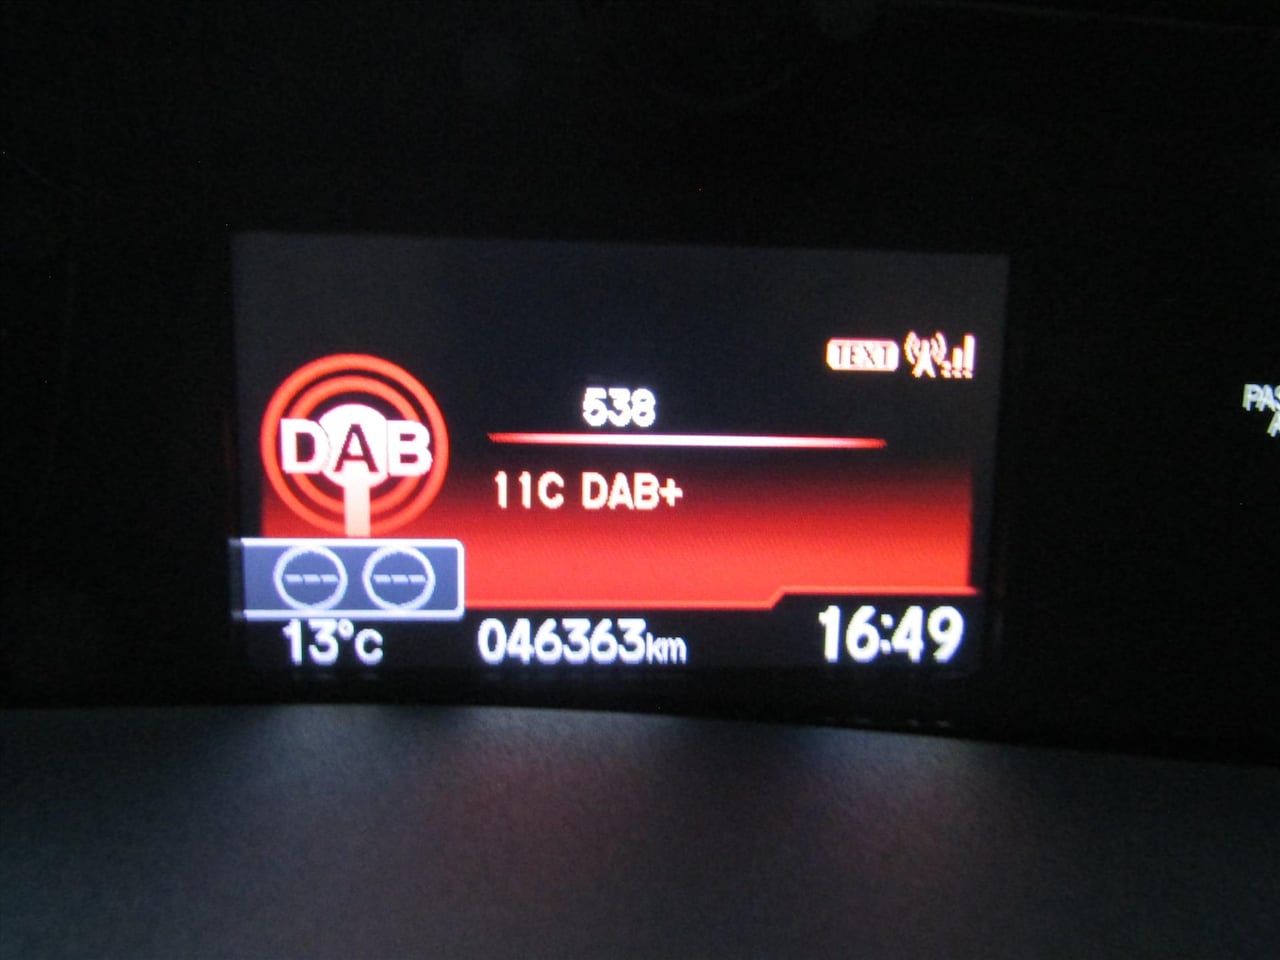 TEXT
538
DAB
11C DAB+
--- ---
13°C 046363km 16:49